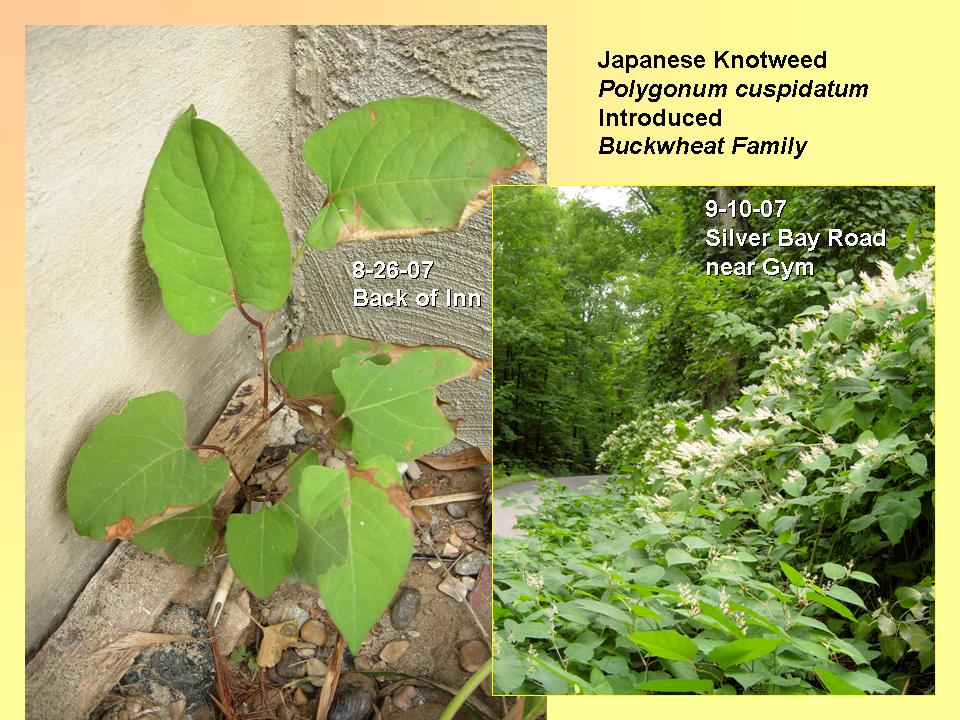 Japanese Knotweed
Polygonum cuspidatum
Introduced
Buckwheat Family
9-10-07
Silver Bay Road
near Gym
8-26-07
Back of Inn